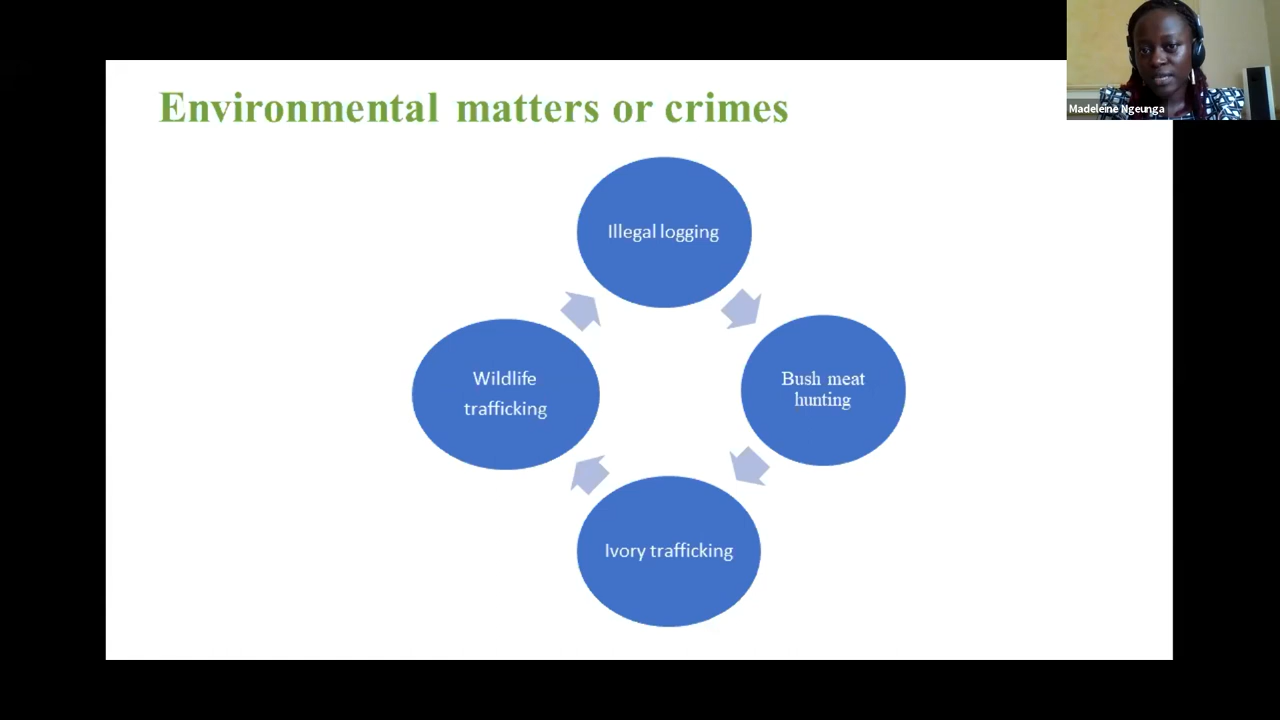 Environmental matters or crimes
Madeleine Ngeunga
Illegal logging
Wildlife
trafficking
Bush meat
hunting
Ivory trafficking